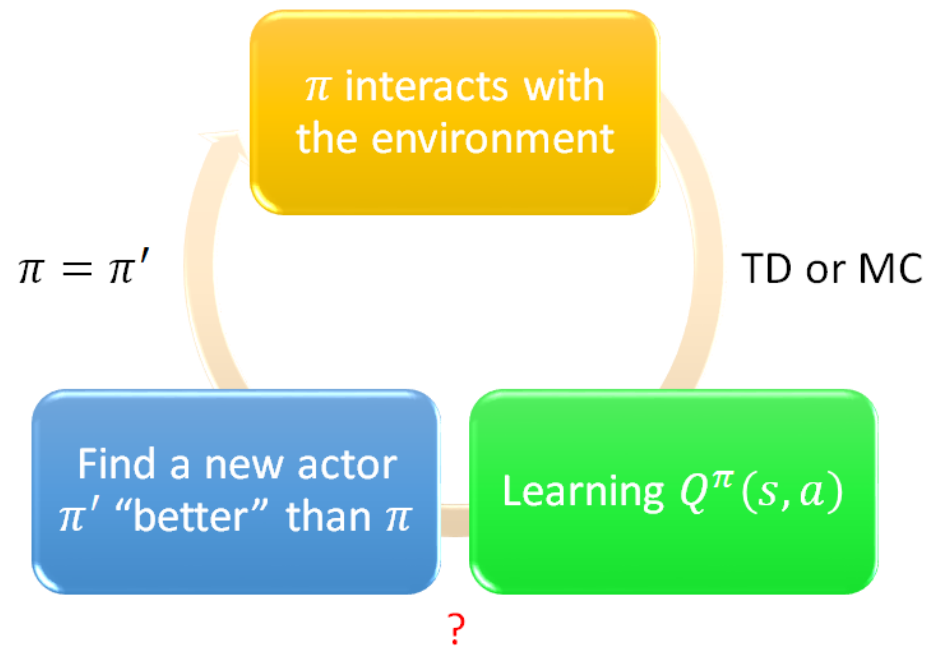 π interacts with
the environment
π = π′
TD or MC
Find a new actor
π′ “better” than π
Learning Q^π(s, a)
?